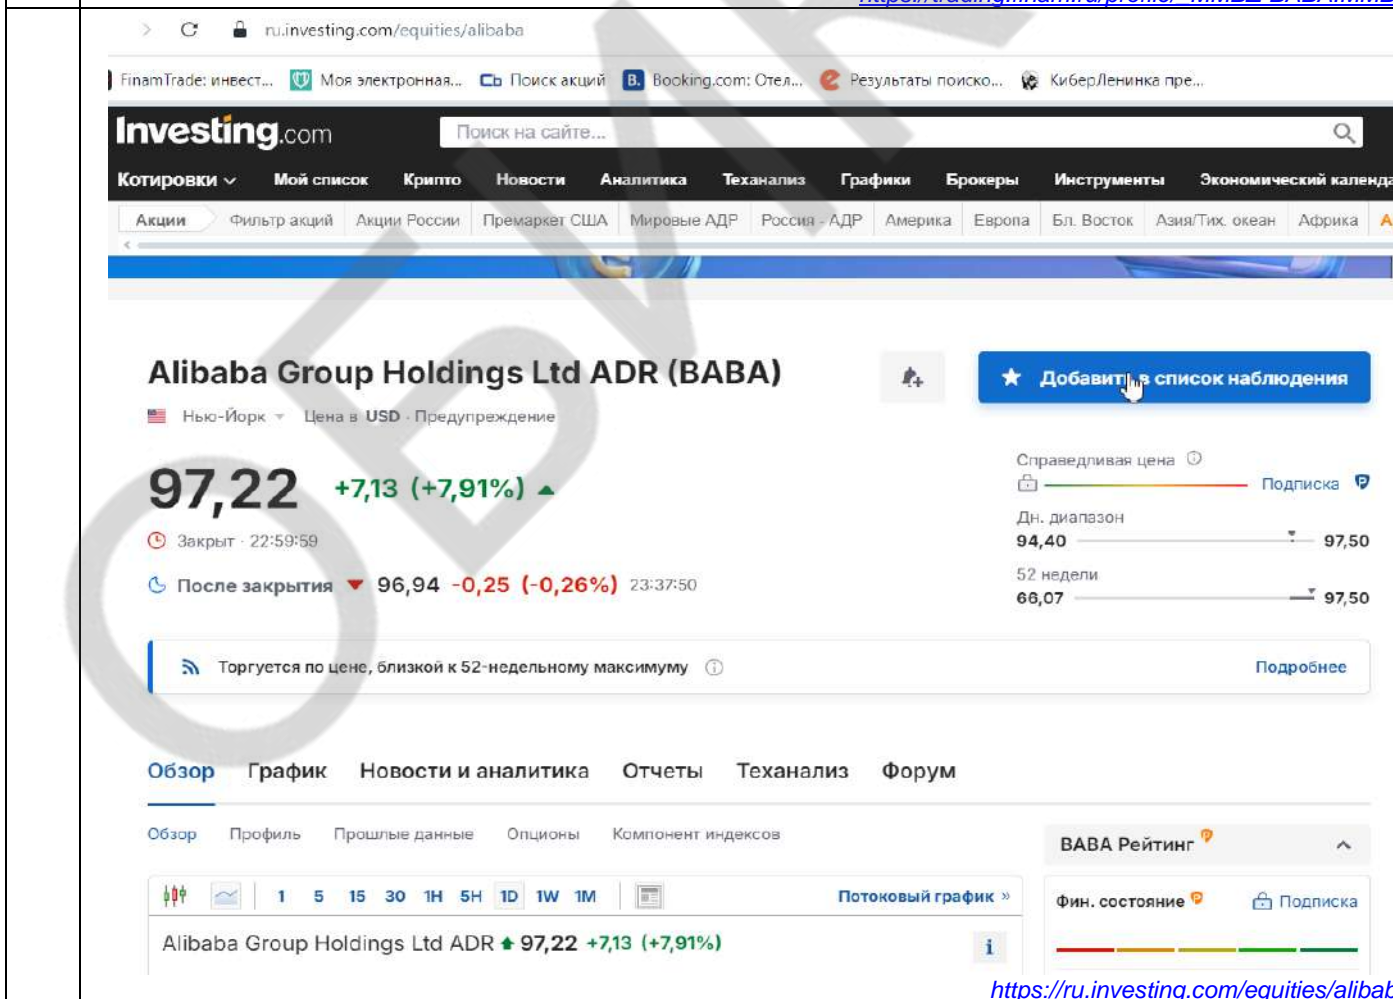 https://trading.finam.ru/profile/
ru.investing.com/equities/alibaba
FinamTrade: инвест... Моя электронная... Поиск акций B. Booking.com: Отел... Результаты поиско... КиберЛенинка пре...
Investing.com Поиск на сайте...
Котировки Мой список Крипто Новости Аналитика Теханализ Графики Брокеры Инструменты Экономический календа
Акции Фильтр акций Акции России Премаркет США Мировые АДР Россия - АДР Америка Европа Бл. Восток Азия/Тих. океан Африка
Alibaba Group Holdings Ltd ADR (BABA) Добавить в список наблюдения
Нью-Йорк Цена в USD · Предупреждение
Справедливая цена
97,22 +7,13 (+7,91%) Подписка
Дн. диапазон
Закрыт · 22:59:59 94,40 97,50
52 недели
После закрытия 96,94 -0,25 (-0,26%) 23:37:50
66,07 97,50
Торгуется по цене, близкой к 52-недельному максимуму Подробнее
Обзор График Новости и аналитика Отчеты Теханализ Форум
Обзор Профиль Прошлые данные Опционы Компонент индексов
BABA Рейтинг
1 5 15 30 1H 5H 1D 1W 1M Потоковый график »
Фин. состояние Подписка
Alibaba Group Holdings Ltd ADR 97,22 +7,13 (+7,91%)
https://ru.investing.com/equities/alibab